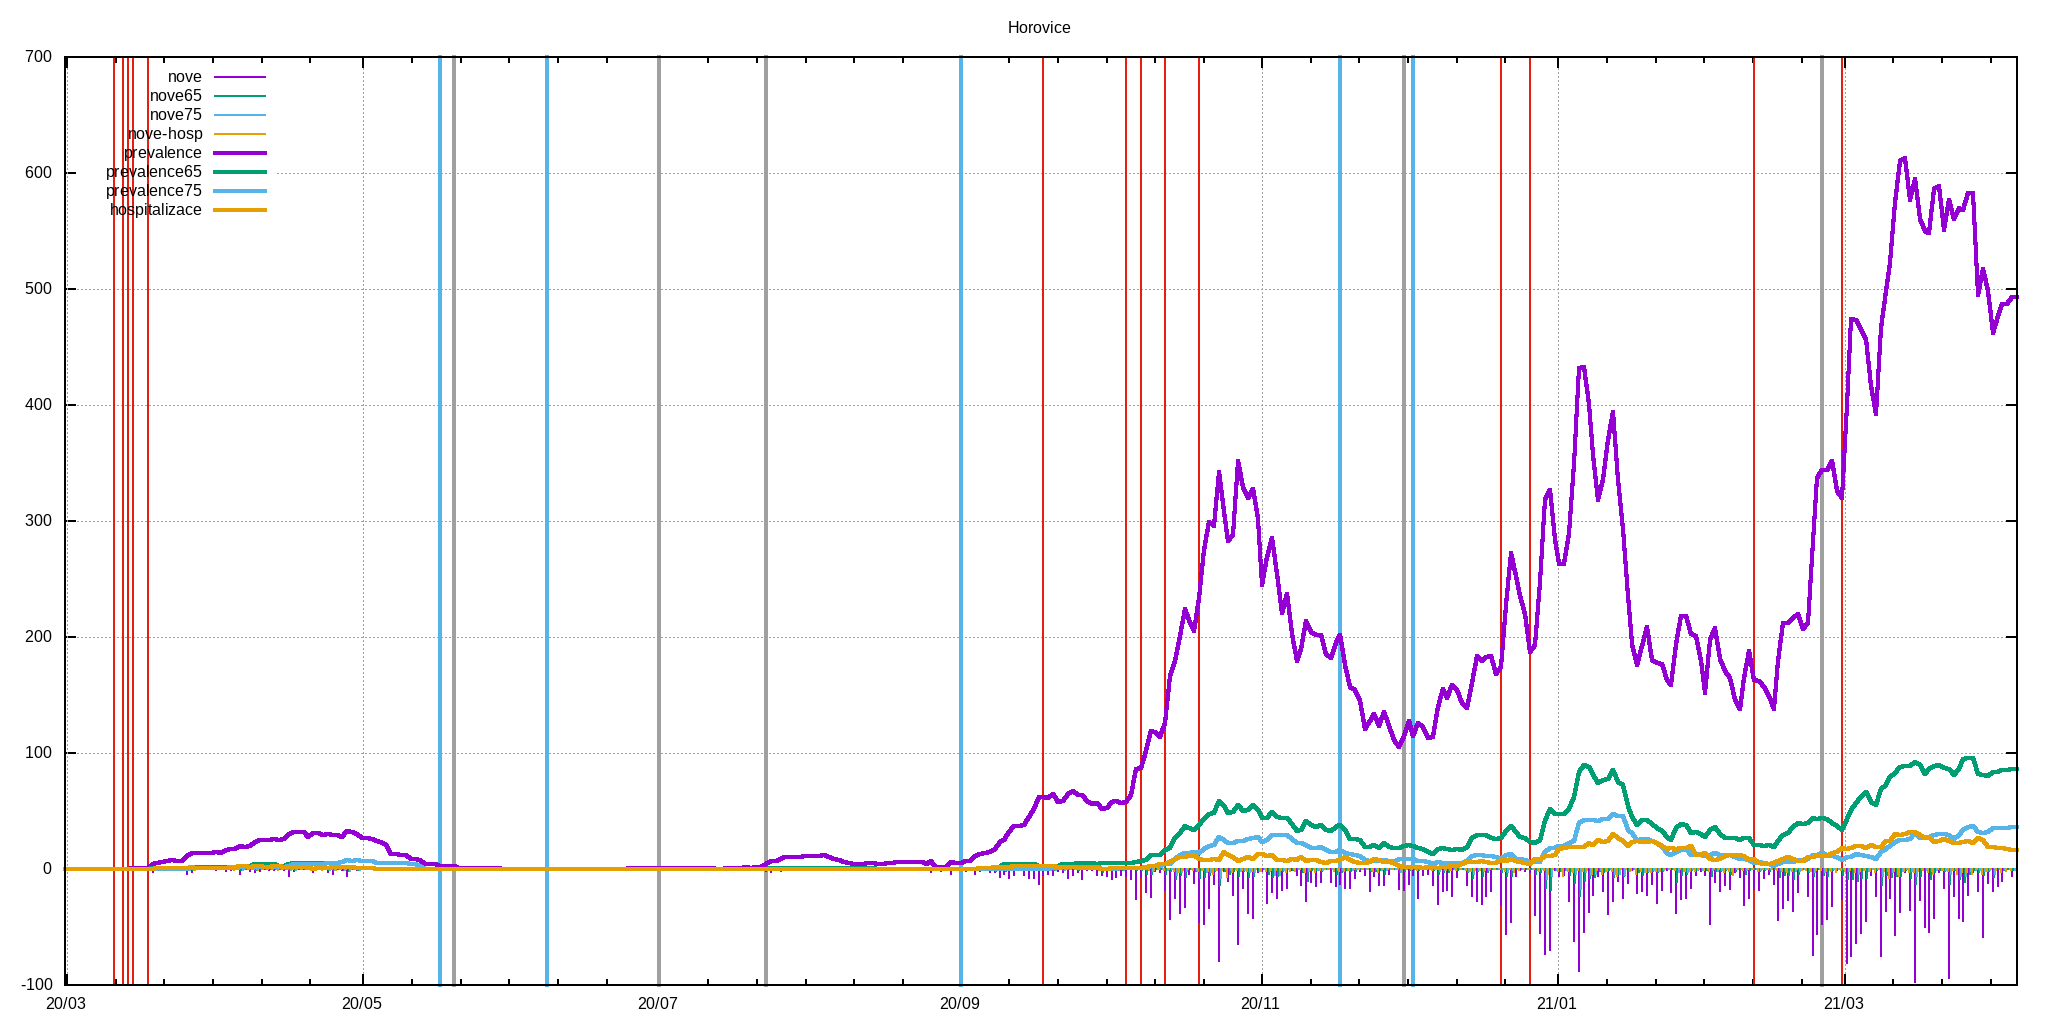 Horovice
700
600
500
400
300
200
100
0
-100
nove
nove65
nove75
nove-hosp
prevalence
prevalence65
prevalence75
hospitalizace
20/03 20/05 20/07 20/09 20/11 21/01 21/03